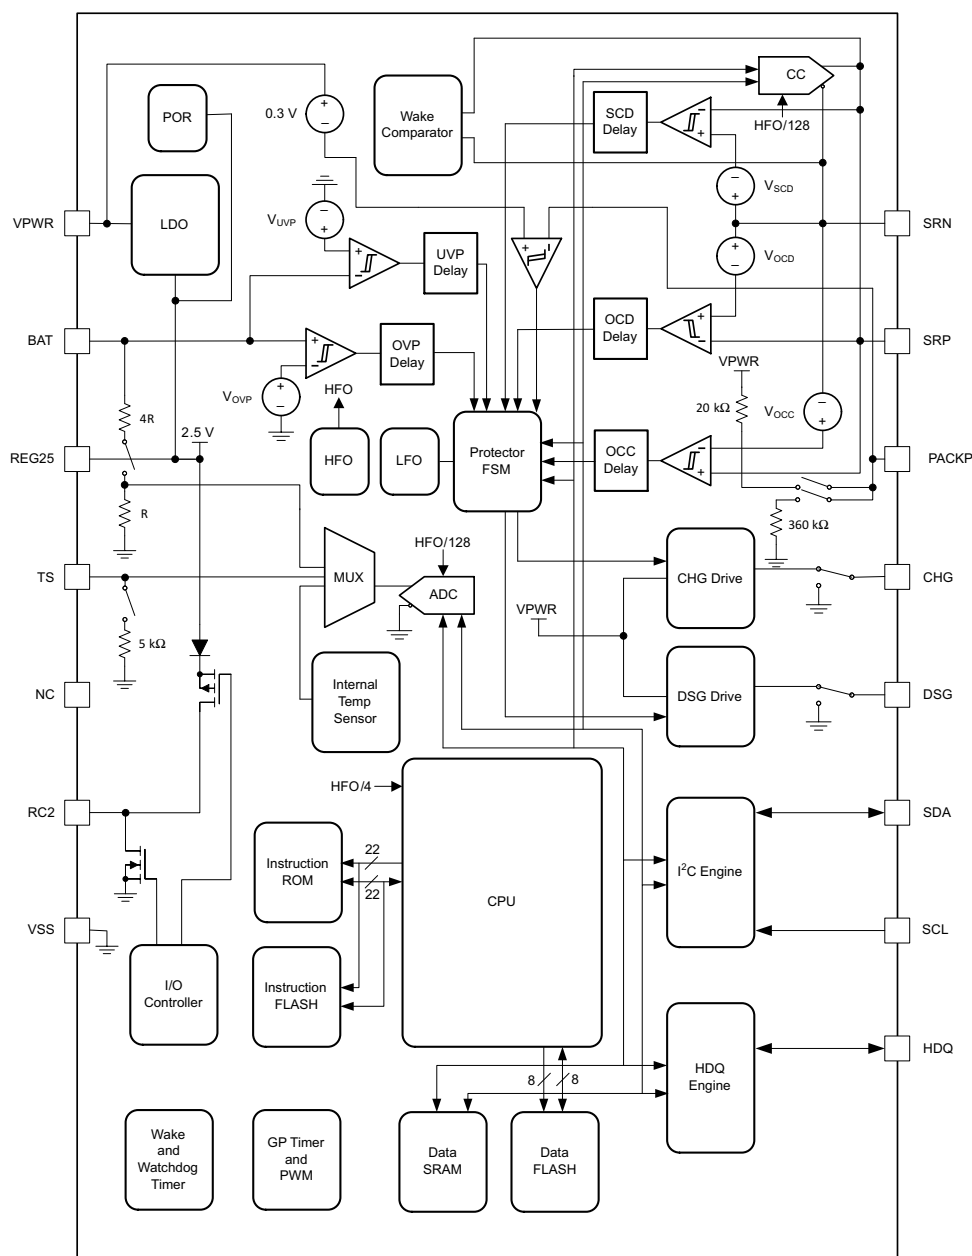 CC
POR
0.3 V
Wake
Comparator
SCD
Delay
HFO/128
VSCD
VPWR
LDO
VUVP
SRN
UVP
Delay
VOCD
BAT
OVP
Delay
OCD
Delay
SRP
VPWR
VOVP
HFO
20 kΩ
VOCC
4R
2.5 V
REG25
HFO
LFO
Protector
FSM
OCC
Delay
PACKP
R
360 kΩ
HFO/128
TS
MUX
ADC
CHG Drive
CHG
VPWR
5 kΩ
NC
Internal
Temp
Sensor
DSG Drive
DSG
HFO/4
RC2
SDA
Instruction
ROM
22
22
CPU
I2C Engine
VSS
SCL
I/O
Controller
Instruction
FLASH
HDQ
HDQ
Engine
8
8
Wake
and
Watchdog
Timer
GP Timer
and
PWM
Data
SRAM
Data
FLASH